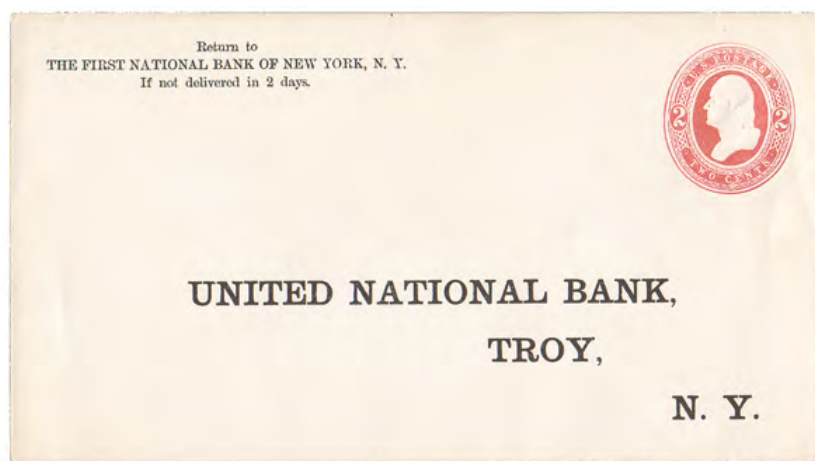 Return to
THE FIRST NATIONAL BANK OF NEW YORK, N. Y.
If not delivered in 2 days.
U.S. POSTAGE
2 2
TWO CENTS
UNITED NATIONAL BANK,
TROY,
N. Y.